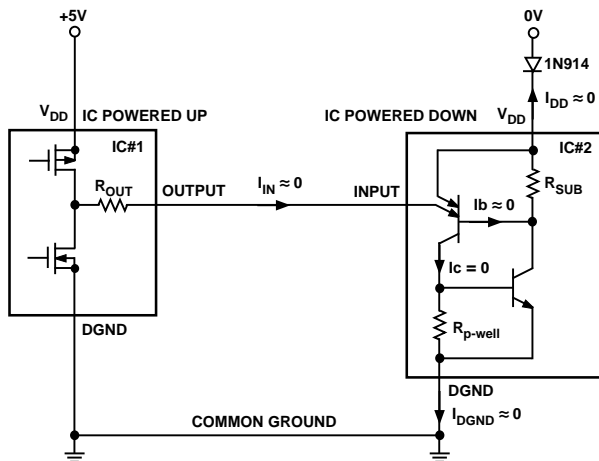 +5V
0V
1N914
I_DD ≈ 0
V_DD
IC POWERED UP
IC POWERED DOWN
V_DD
IC#1
IC#2
R_OUT
OUTPUT
I_IN ≈ 0
INPUT
R_SUB
Ib ≈ 0
Ic = 0
R_p-well
DGND
DGND
COMMON GROUND
I_DGND ≈ 0